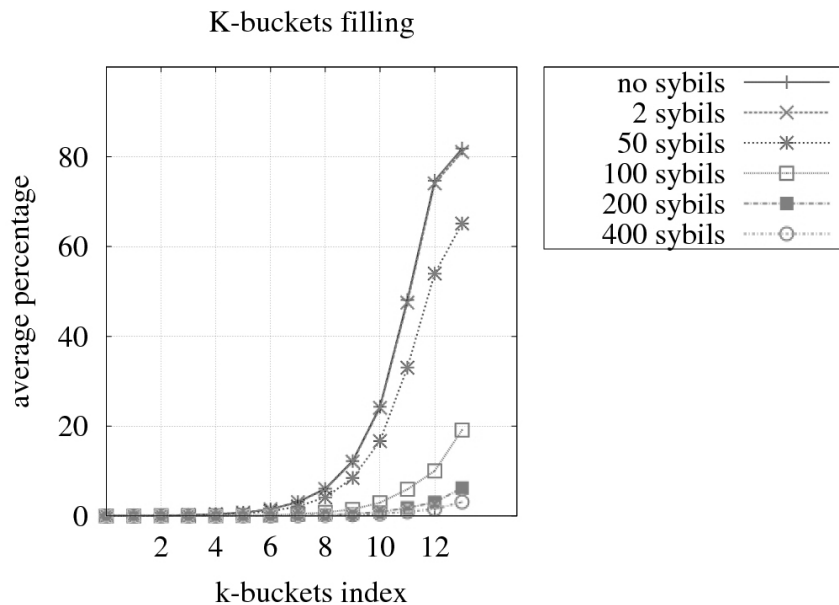 K-buckets filling
no sybils
2 sybils
50 sybils
100 sybils
200 sybils
400 sybils
average percentage
80
60
40
20
0
2 4 6 8 10 12
k-buckets index